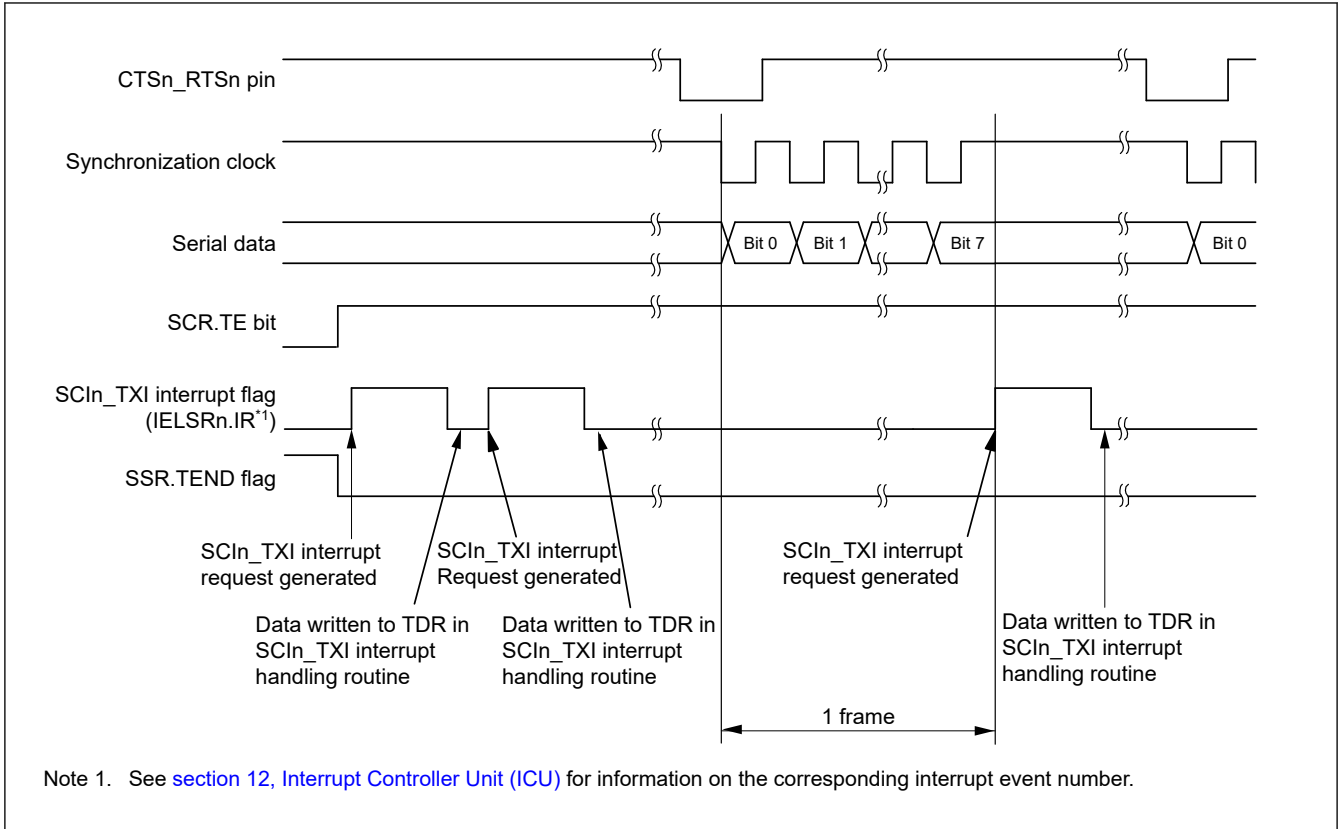 CTSn_RTSn pin
Synchronization clock
Serial data
Bit 0
Bit 1
Bit 7
Bit 0
SCR.TE bit
SCIn_TXI interrupt flag
(IELSRn.IR*1)
SSR.TEND flag
SCIn_TXI interrupt
request generated
SCIn_TXI interrupt
Request generated
SCIn_TXI interrupt
request generated
Data written to TDR in
SCIn_TXI interrupt
handling routine
Data written to TDR in
SCIn_TXI interrupt
handling routine
Data written to TDR in
SCIn_TXI interrupt
handling routine
1 frame
Note 1. See section 12, Interrupt Controller Unit (ICU) for information on the corresponding interrupt event number.